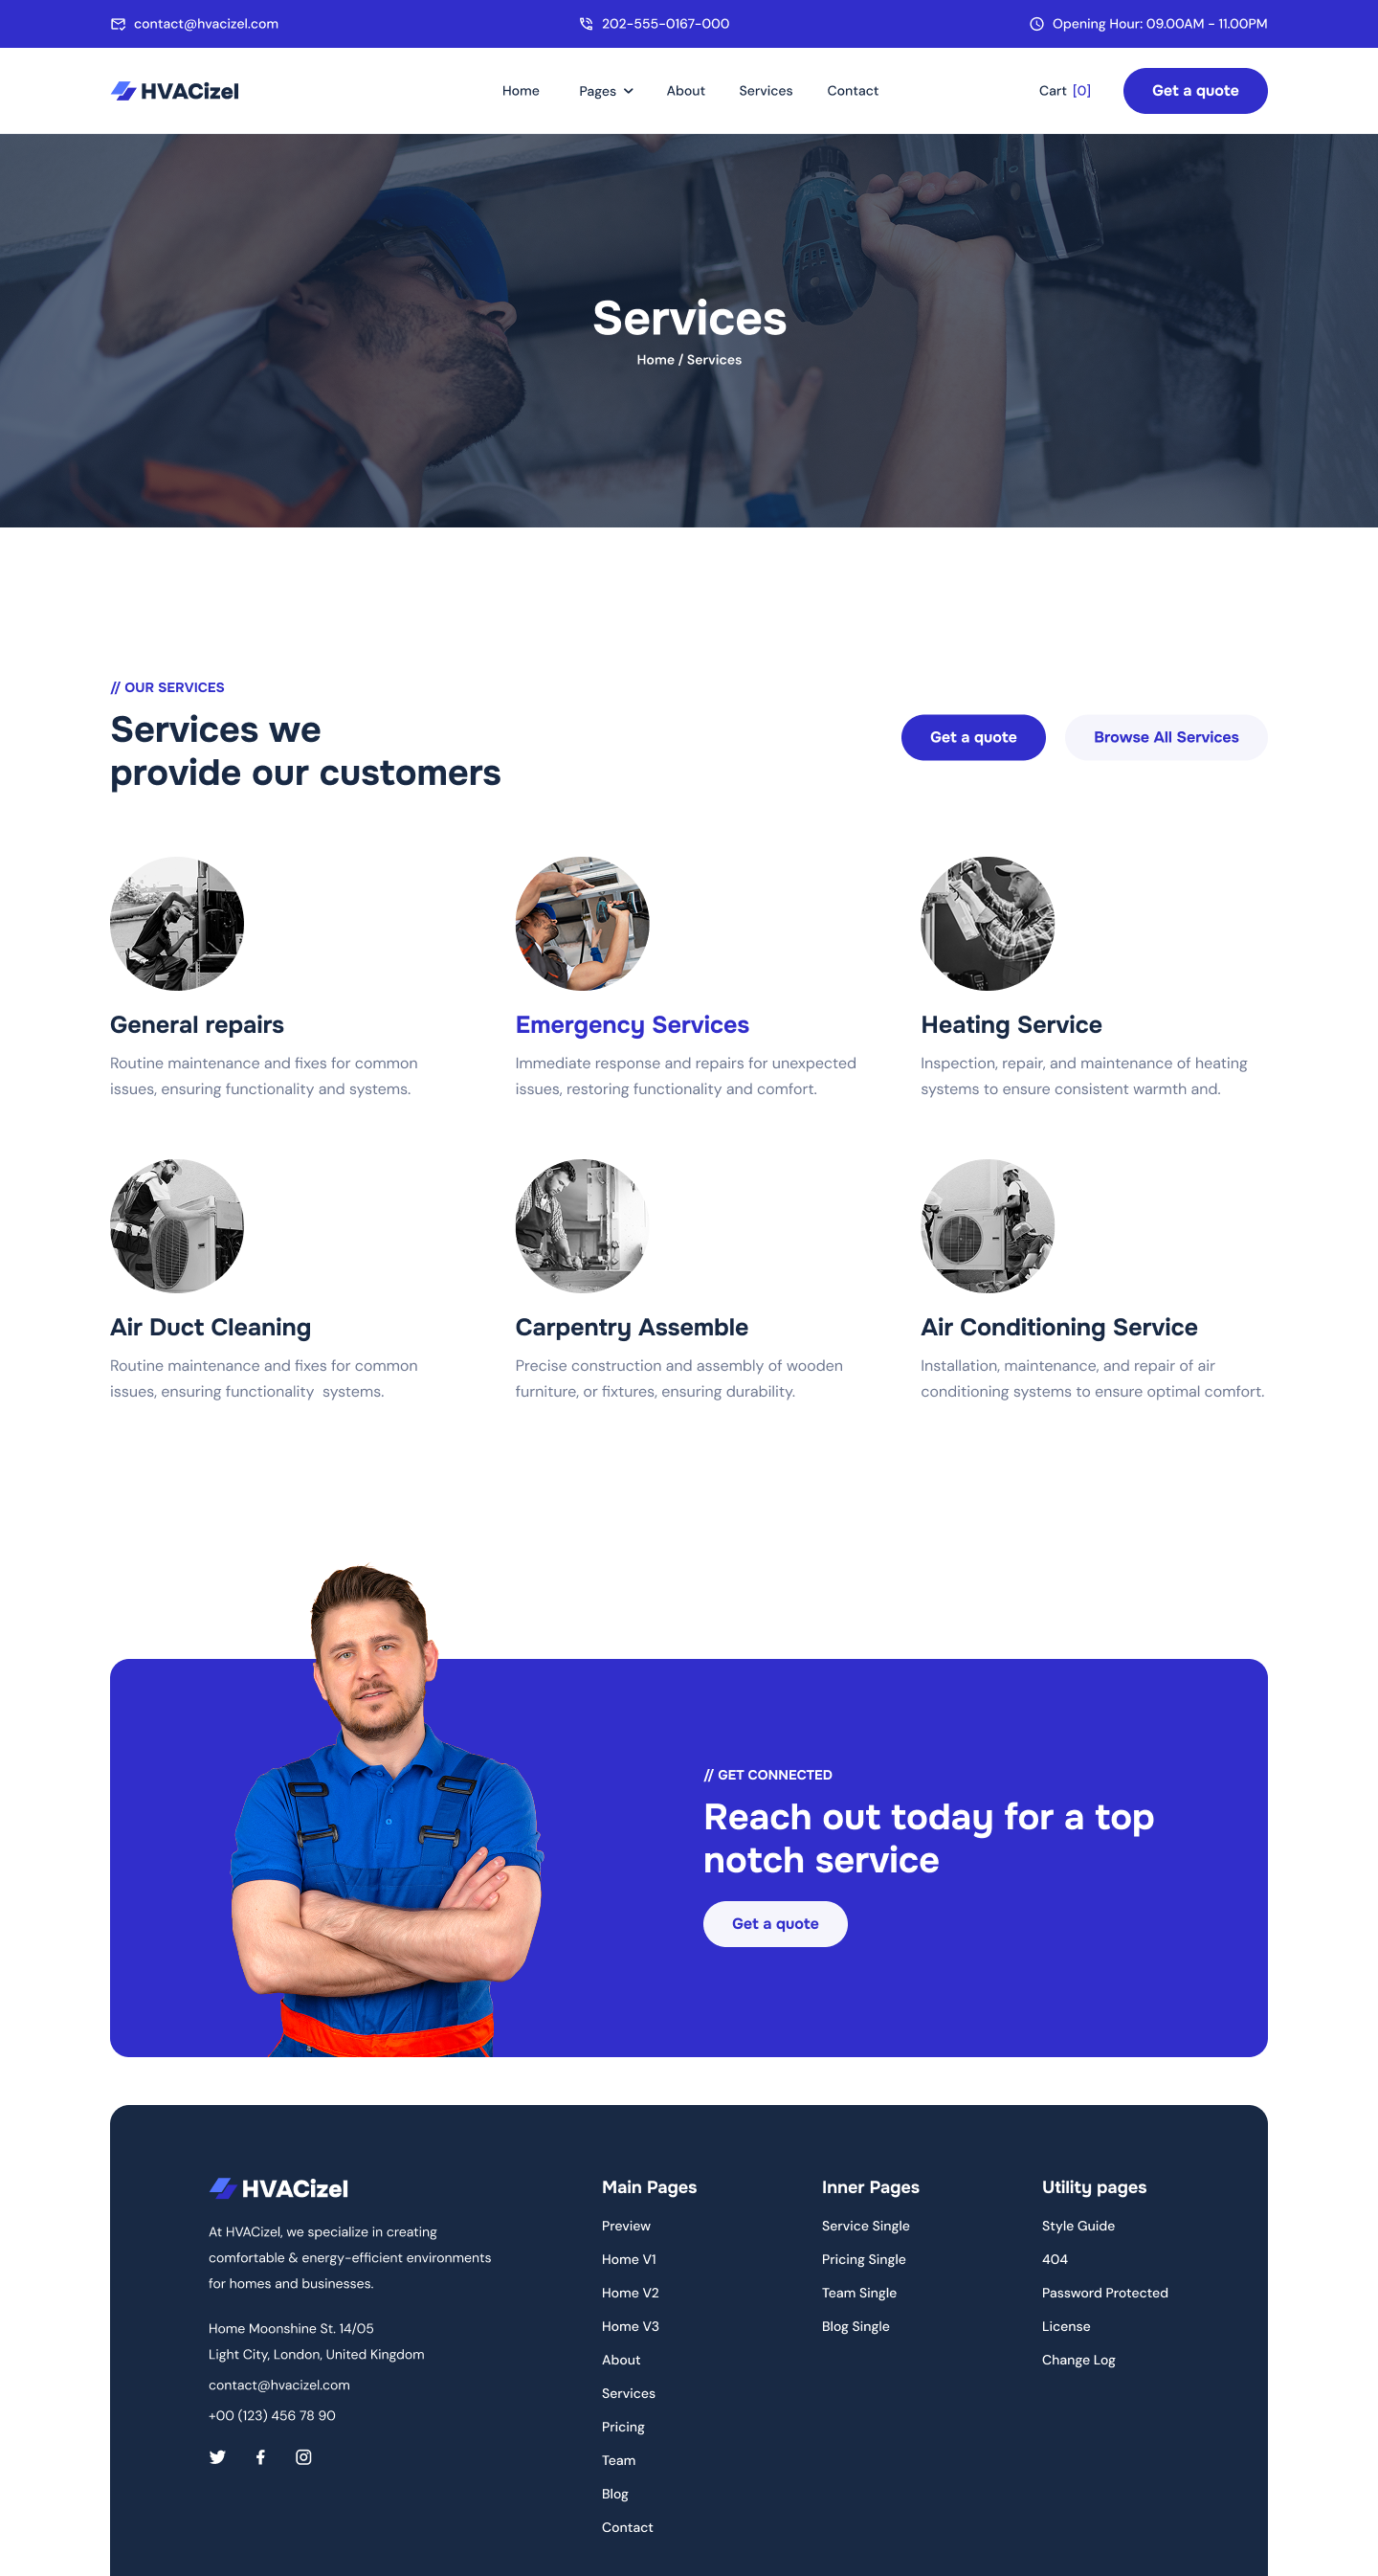 contact@hvacizel.com
202-555-0167-000
Opening Hour: 09.00AM - 11.00PM
HVACizel
Home
Pages
About
Services
Contact
Cart [0]
Get a quote
Services
Home / Services
// OUR SERVICES
Services we
provide our customers
Get a quote
Browse All Services
General repairs
Routine maintenance and fixes for common
issues, ensuring functionality and systems.
Emergency Services
Immediate response and repairs for unexpected
issues, restoring functionality and comfort.
Heating Service
Inspection, repair, and maintenance of heating
systems to ensure consistent warmth and.
Air Duct Cleaning
Routine maintenance and fixes for common
issues, ensuring functionality  systems.
Carpentry Assemble
Precise construction and assembly of wooden
furniture, or fixtures, ensuring durability.
Air Conditioning Service
Installation, maintenance, and repair of air
conditioning systems to ensure optimal comfort.
// GET CONNECTED
Reach out today for a top
notch service
Get a quote
HVACizel
At HVACizel, we specialize in creating
comfortable & energy-efficient environments
for homes and businesses.
Home Moonshine St. 14/05
Light City, London, United Kingdom
contact@hvacizel.com
+00 (123) 456 78 90
Main Pages
Preview
Home V1
Home V2
Home V3
About
Services
Pricing
Team
Blog
Contact
Inner Pages
Service Single
Pricing Single
Team Single
Blog Single
Utility pages
Style Guide
404
Password Protected
License
Change Log